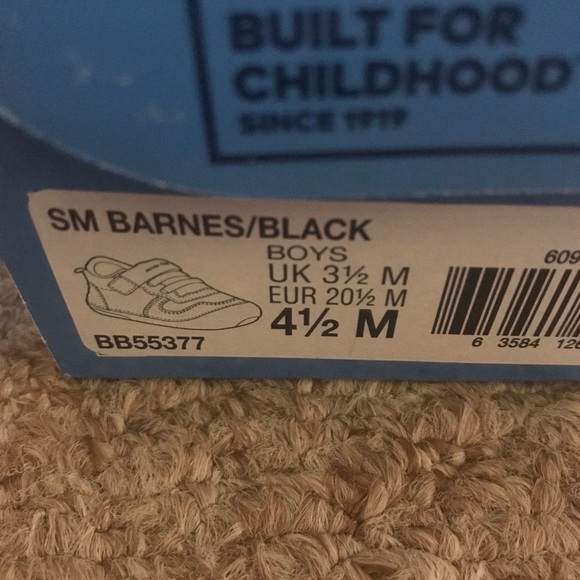 BUILT FOR
CHILDHOOD
SINCE 1919
SM BARNES/BLACK
BOYS
609
UK 3½ M
EUR 20½ M
4½ M
BB55377
6 3584 126